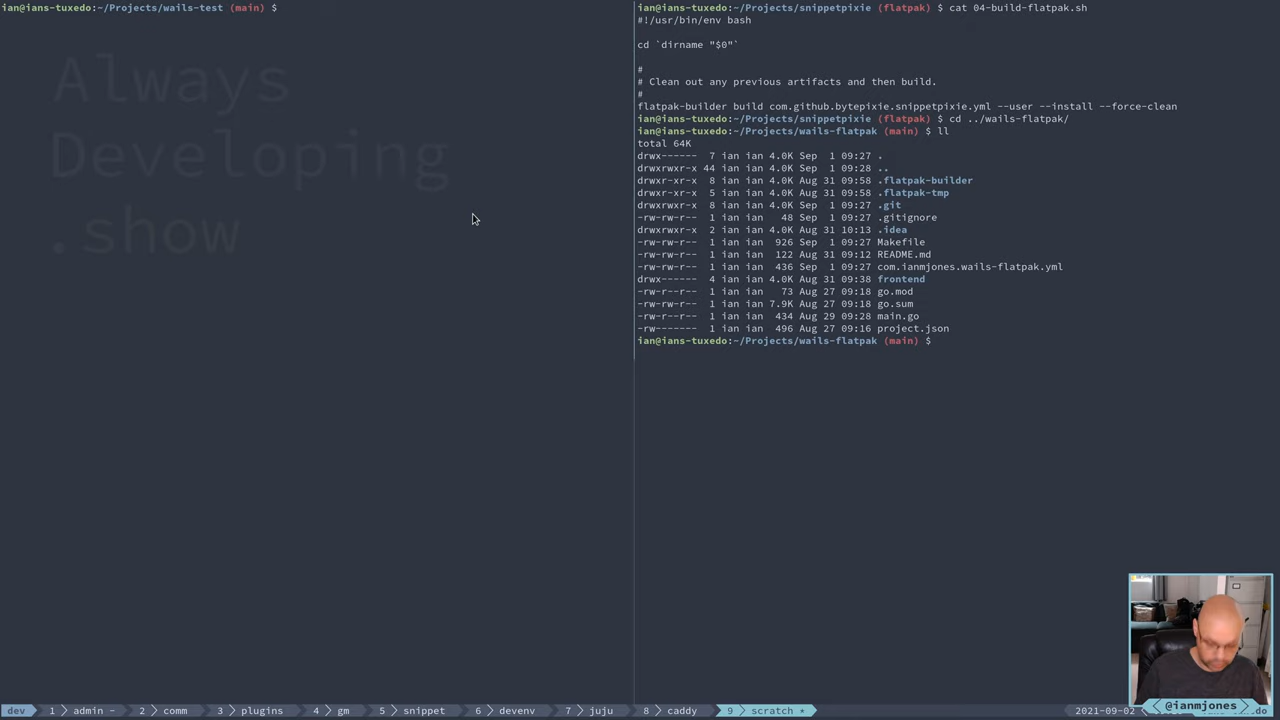 ian@ians-tuxedo:~/Projects/wails-test (main) $
Always
Developing
.show
ian@ians-tuxedo:~/Projects/snippetpixie (flatpak) $ cat 04-build-flatpak.sh
#!/usr/bin/env bash
cd `dirname "$0"`
#
# Clean out any previous artifacts and then build.
#
flatpak-builder build com.github.bytepixie.snippetpixie.yml --user --install --force-clean
ian@ians-tuxedo:~/Projects/snippetpixie (flatpak) $ cd ../wails-flatpak/
ian@ians-tuxedo:~/Projects/wails-flatpak (main) $ ll
total 64K
drwx------  7 ian ian 4.0K Sep  1 09:27 .
drwxrwxr-x 44 ian ian 4.0K Sep  1 09:28 ..
drwxr-xr-x  8 ian ian 4.0K Aug 31 09:58 .flatpak-builder
drwxr-xr-x  5 ian ian 4.0K Aug 31 09:58 .flatpak-tmp
drwxrwxr-x  8 ian ian 4.0K Sep  1 09:27 .git
-rw-rw-r--  1 ian ian   48 Sep  1 09:27 .gitignore
drwxrwxr-x  2 ian ian 4.0K Aug 31 10:13 .idea
-rw-rw-r--  1 ian ian  926 Sep  1 09:27 Makefile
-rw-rw-r--  1 ian ian  122 Aug 31 09:12 README.md
-rw-rw-r--  1 ian ian  436 Sep  1 09:27 com.ianmjones.wails-flatpak.yml
drwx------  4 ian ian 4.0K Aug 31 09:38 frontend
-rw-rw-r--  1 ian ian   73 Aug 27 09:18 go.mod
-rw-rw-r--  1 ian ian 7.9K Aug 27 09:18 go.sum
-rw-r--r--  1 ian ian  434 Aug 29 09:28 main.go
-rw-------  1 ian ian  496 Aug 27 09:16 project.json
ian@ians-tuxedo:~/Projects/wails-flatpak (main) $
dev 1 > admin - 2 > comm 3 > plugins 4 > gm 5 > snippet 6 > devenv 7 > juju 8 > caddy 9 > scratch * 2021-09-02
@ianmjones